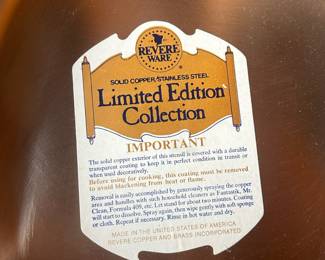 REVERE
WARE
®
SOLID COPPER/STAINLESS STEEL
Limited Edition
Collection
IMPORTANT
The solid copper exterior of this utensil is covered with a durable
transparent coating to keep it in perfect condition in transit or
when used decoratively.
Before using for cooking, this coating must be removed
to avoid blackening from heat or flame.
Removal is easily accomplished by generously spraying the copper
area and handles with such household cleaners as Fantastik, Mr.
Clean, Formula 409, etc. Let stand for about two minutes. Coating
will start to dissolve. Spray again, then wipe gently with soft sponge
or cloth. Repeat if necessary. Rinse in hot water and dry.
MADE IN THE UNITED STATES OF AMERICA
REVERE COPPER AND BRASS INCORPORATED